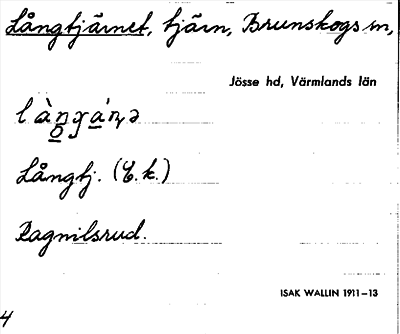 Långtjärnet, tjärn, Brunskogs sn,
Jösse hd, Värmlands län
Långtj. (E.k.)
Ragnilsrud.
ISAK WALLIN 1911–13
4